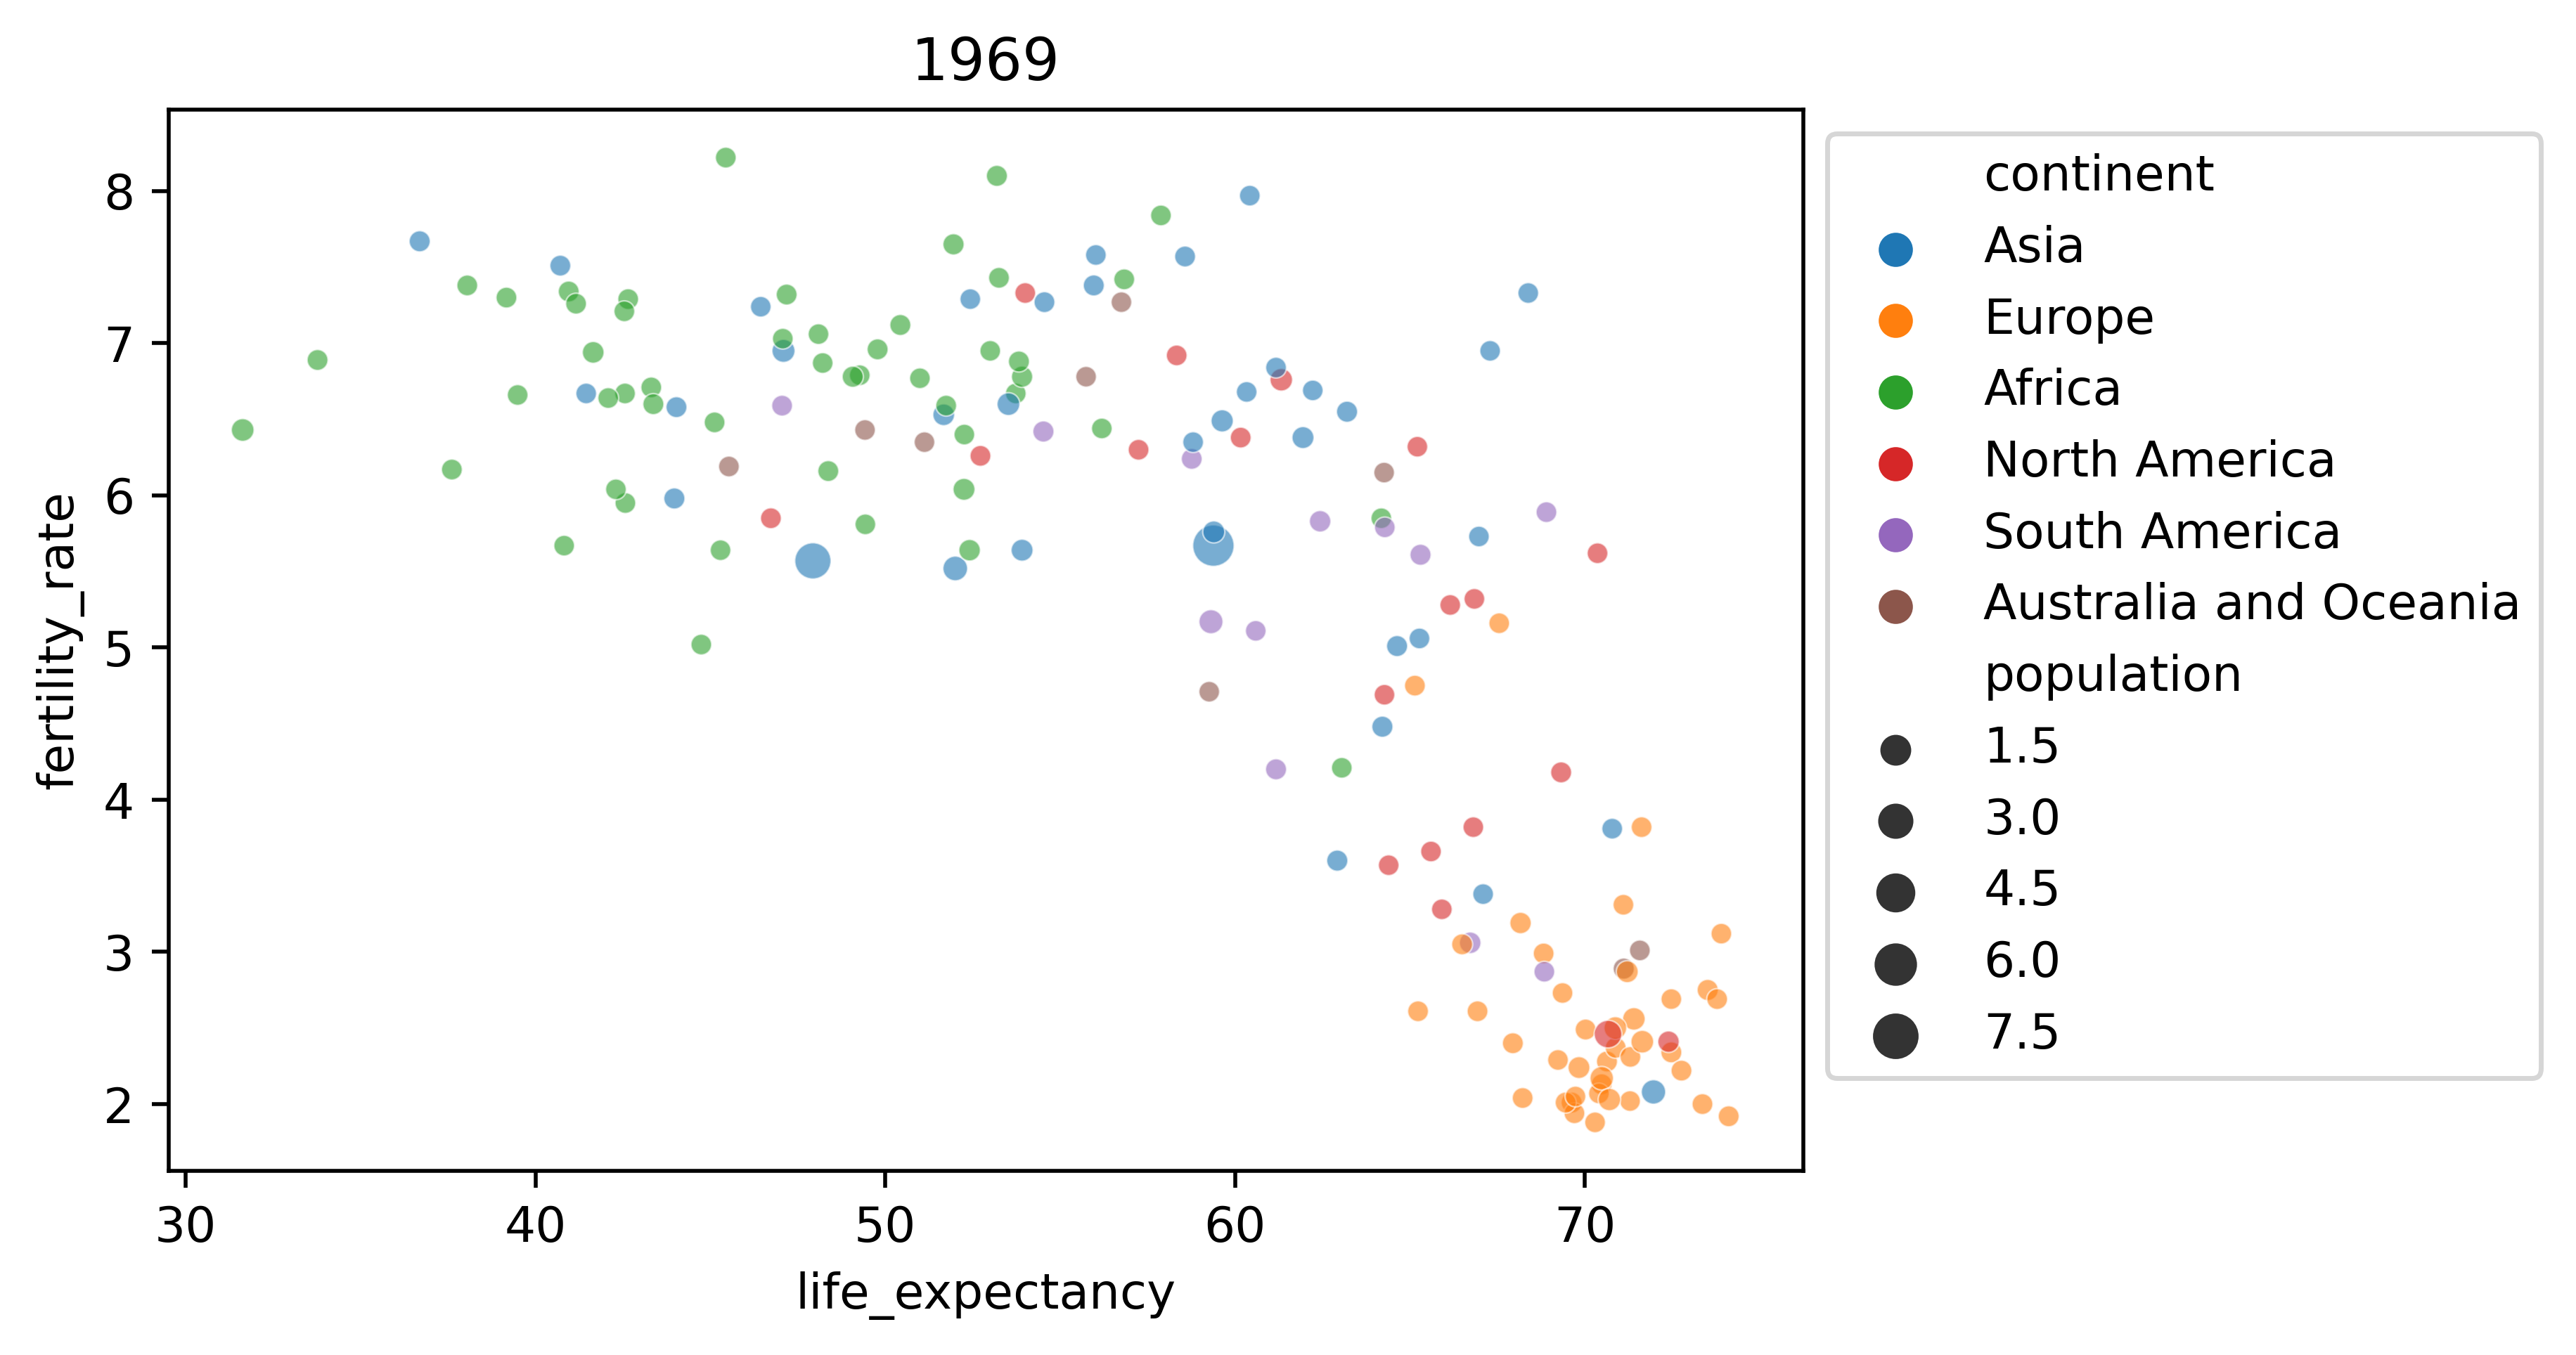 1969
continent
Asia
Europe
Africa
North America
South America
Australia and Oceania
population
1.5
3.0
4.5
6.0
7.5
fertility_rate
8
7
6
5
4
3
2
30 40 50 60 70
life_expectancy